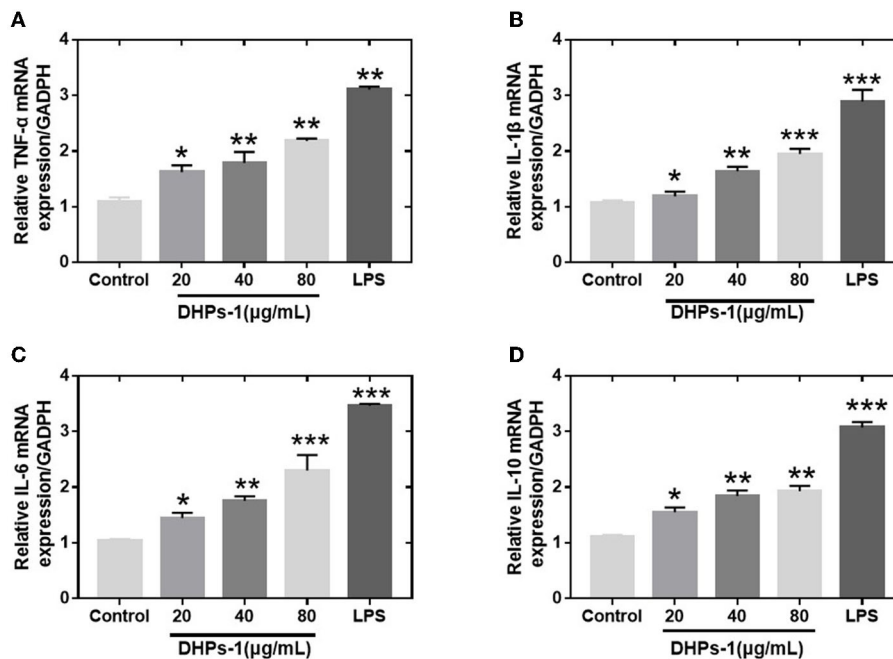 A
Relative TNF-α mRNA
expression/GADPH
4
3
2
1
0
*
**
**
**
Control 20 40 80 LPS
DHPs-1(μg/mL)
B
Relative IL-1β mRNA
expression/GADPH
4
3
2
1
0
*
**
***
***
Control 20 40 80 LPS
DHPs-1(μg/mL)
C
Relative IL-6 mRNA
expression/GADPH
4
3
2
1
0
*
**
***
***
Control 20 40 80 LPS
DHPs-1(μg/mL)
D
Relative IL-10 mRNA
expression/GADPH
4
3
2
1
0
*
**
**
***
Control 20 40 80 LPS
DHPs-1(μg/mL)